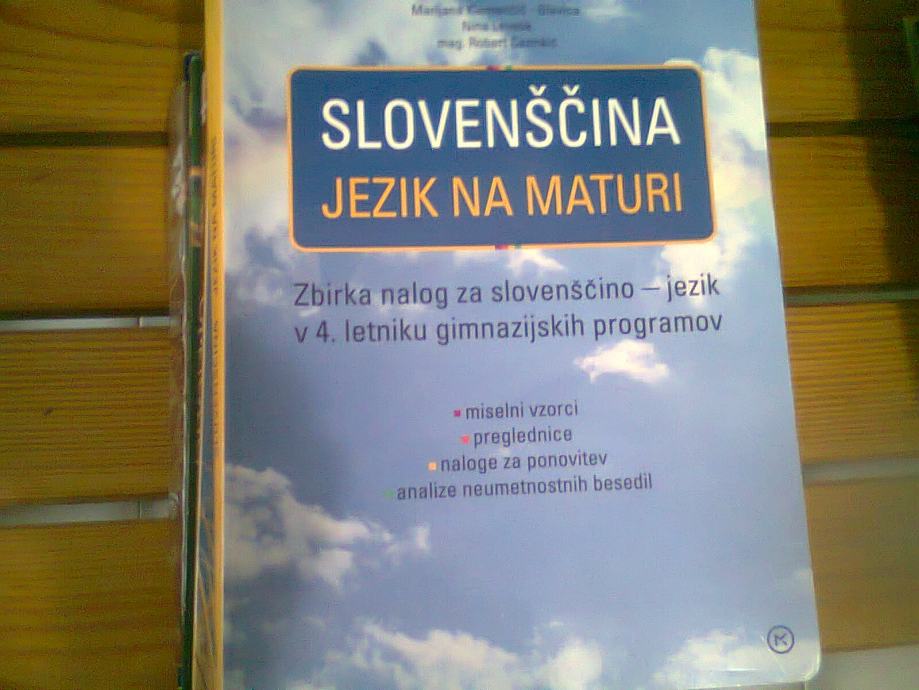 SLOVENŠČINA
JEZIK NA MATURI
Zbirka nalog za slovenščino – jezik
v 4. letniku gimnazijskih programov
miselni vzorci
preglednice
naloge za ponovitev
analize neumetnostnih besedil